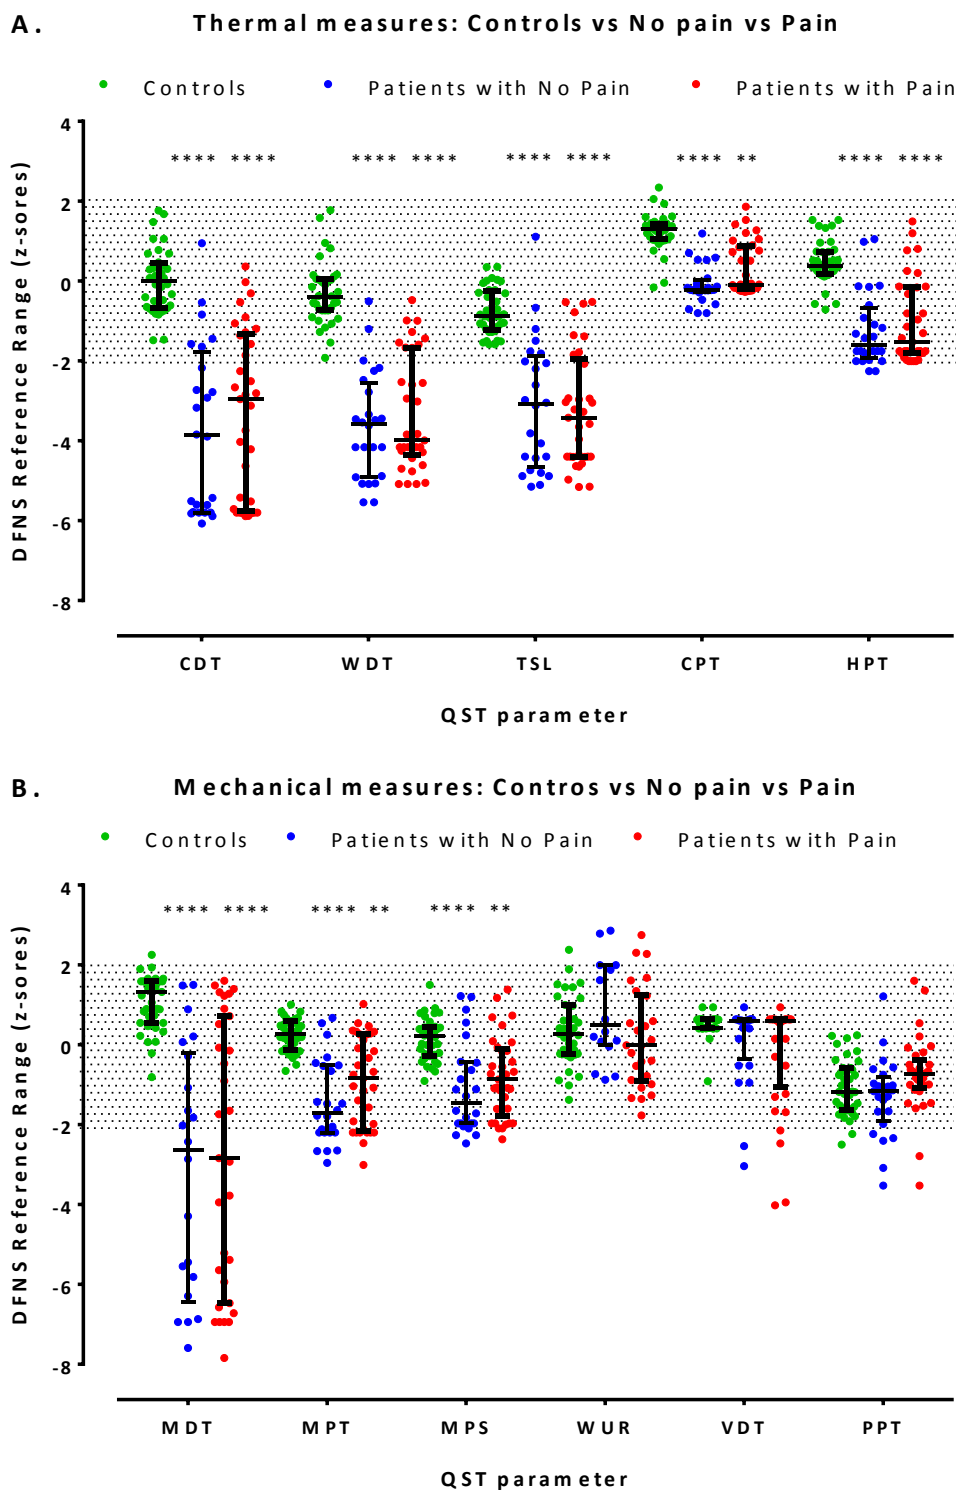 A. Thermal measures: Controls vs No pain vs Pain
Controls Patients with No Pain Patients with Pain
4
**** **** **** **** **** **** **** ** **** ****
2
0
-2
-4
-6
-8
DFNS Reference Range (z-sores)
CDT WDT TSL CPT HPT
QST parameter
B. Mechanical measures: Contros vs No pain vs Pain
Controls Patients with No Pain Patients with Pain
4
**** **** **** ** **** **
2
0
-2
-4
-6
-8
DFNS Reference Range (z-sores)
MDT MPT MPS WUR VDT PPT
QST parameter